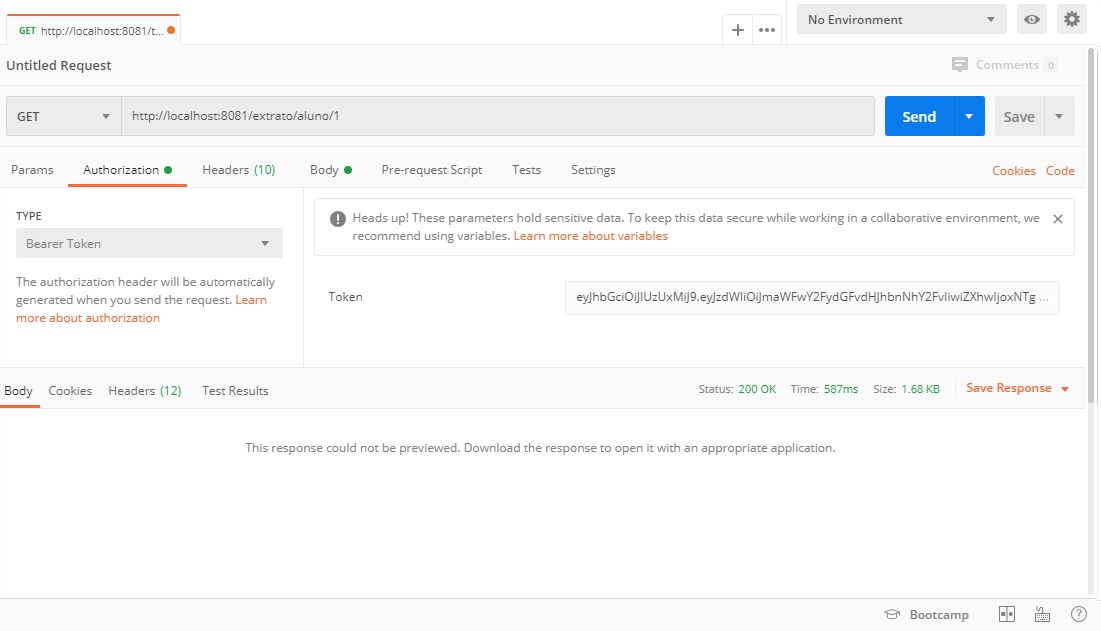 GET http://localhost:8081/t...
No Environment
Untitled Request
Comments 0
GET http://localhost:8081/extrato/aluno/1 Send Save
Params Authorization Headers (10) Body Pre-request Script Tests Settings Cookies Code
TYPE
Bearer Token
The authorization header will be automatically
generated when you send the request. Learn
more about authorization
Heads up! These parameters hold sensitive data. To keep this data secure while working in a collaborative environment, we
recommend using variables. Learn more about variables
Token eyJhbGciOiJIUzUxMiJ9.eyJzdWIiOiJmaWFwY2FydGFvdHJhbnNhY2FvIiwiZXhwIjoxNTg ...
Body Cookies Headers (12) Test Results Status: 200 OK Time: 587ms Size: 1.68 KB Save Response
This response could not be previewed. Download the response to open it with an appropriate application.
Bootcamp